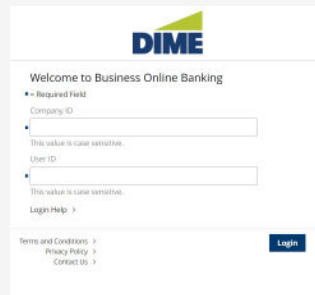 DIME
Welcome to Business Online Banking
= Required Field
Company ID
This value is case sensitive.
User ID
This value is case sensitive.
Login Help >
Terms and Conditions >
Privacy Policy >
Contact Us >
Login